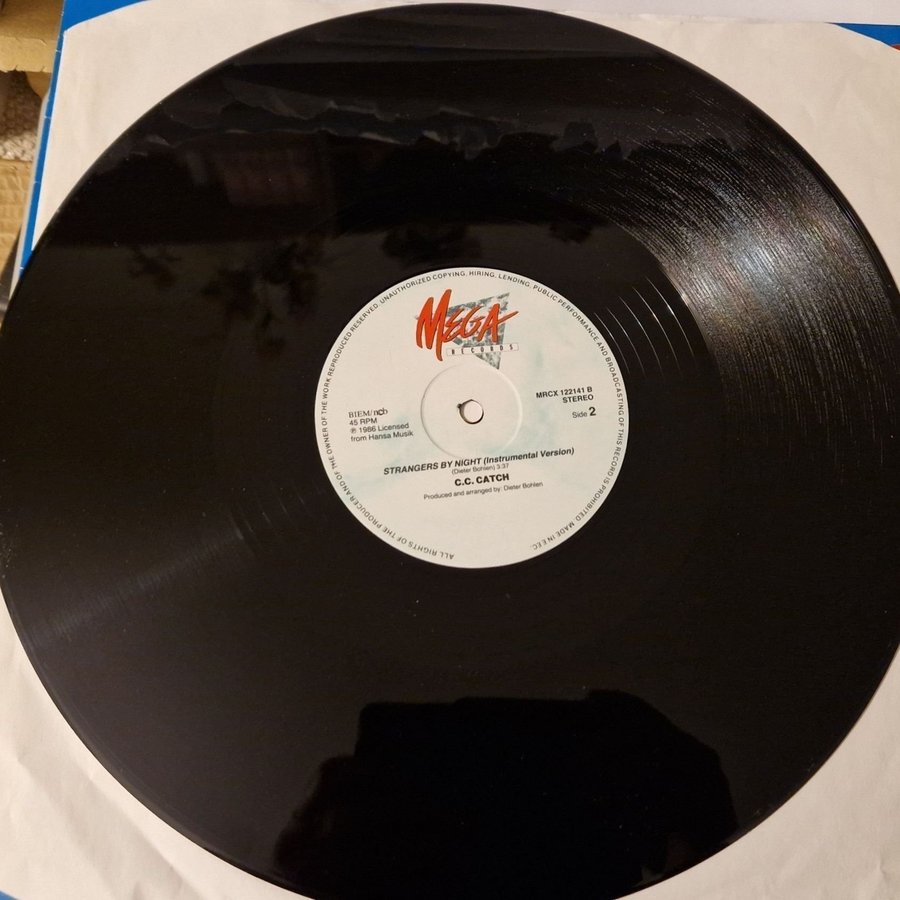 MEGA
RECORDS
MRCX 122141 B
STEREO
Side 2
BIEM/ncb
45 RPM
℗ 1986 Licensed
from Hansa Musik
STRANGERS BY NIGHT (Instrumental Version)
(Dieter Bohlen) 3:37
C.C. CATCH
Produced and arranged by: Dieter Bohlen
ALL RIGHTS OF THE PRODUCER AND OF THE OWNER OF THE WORK REPRODUCED RESERVED. UNAUTHORIZED COPYING, HIRING, LENDING, PUBLIC PERFORMANCE AND BROADCASTING OF THIS RECORD IS PROHIBITED. MADE IN EEC.